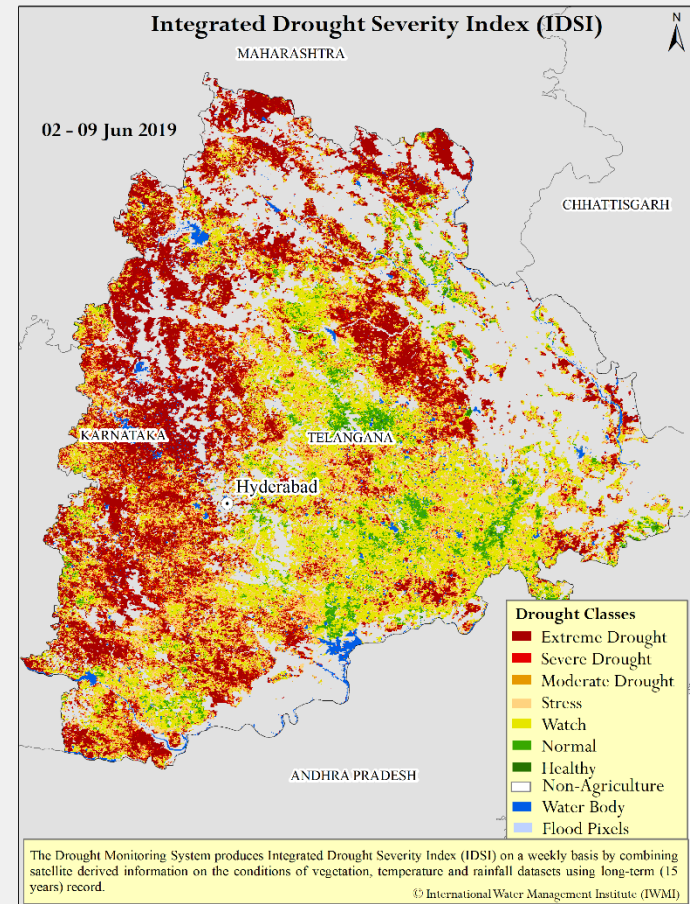 Integrated Drought Severity Index (IDSI)
N
MAHARASHTRA
02 - 09 Jun 2019
CHHATTISGARH
KARNATAKA
TELANGANA
Hyderabad
Drought Classes
Extreme Drought
Severe Drought
Moderate Drought
Stress
Watch
Normal
Healthy
Non-Agriculture
Water Body
Flood Pixels
ANDHRA PRADESH
The Drought Monitoring System produces Integrated Drought Severity Index (IDSI) on a weekly basis by combining
satellite derived information on the conditions of vegetation, temperature and rainfall datasets using long-term (15
years) record.
© International Water Management Institute (IWMI)